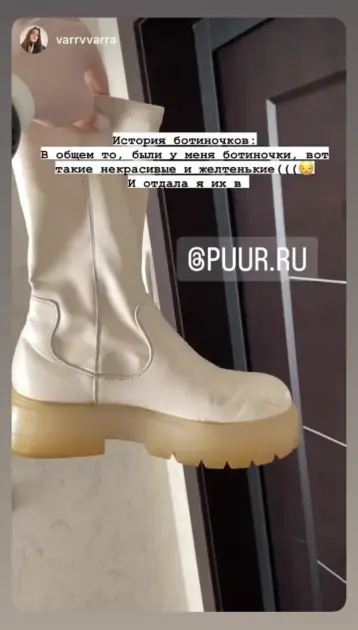 varrvvarra
История ботиночков:
В общем то, были у меня ботиночки, вот
такие некрасивые и желтенькие(((😒
И отдала я их в
@PUUR.RU